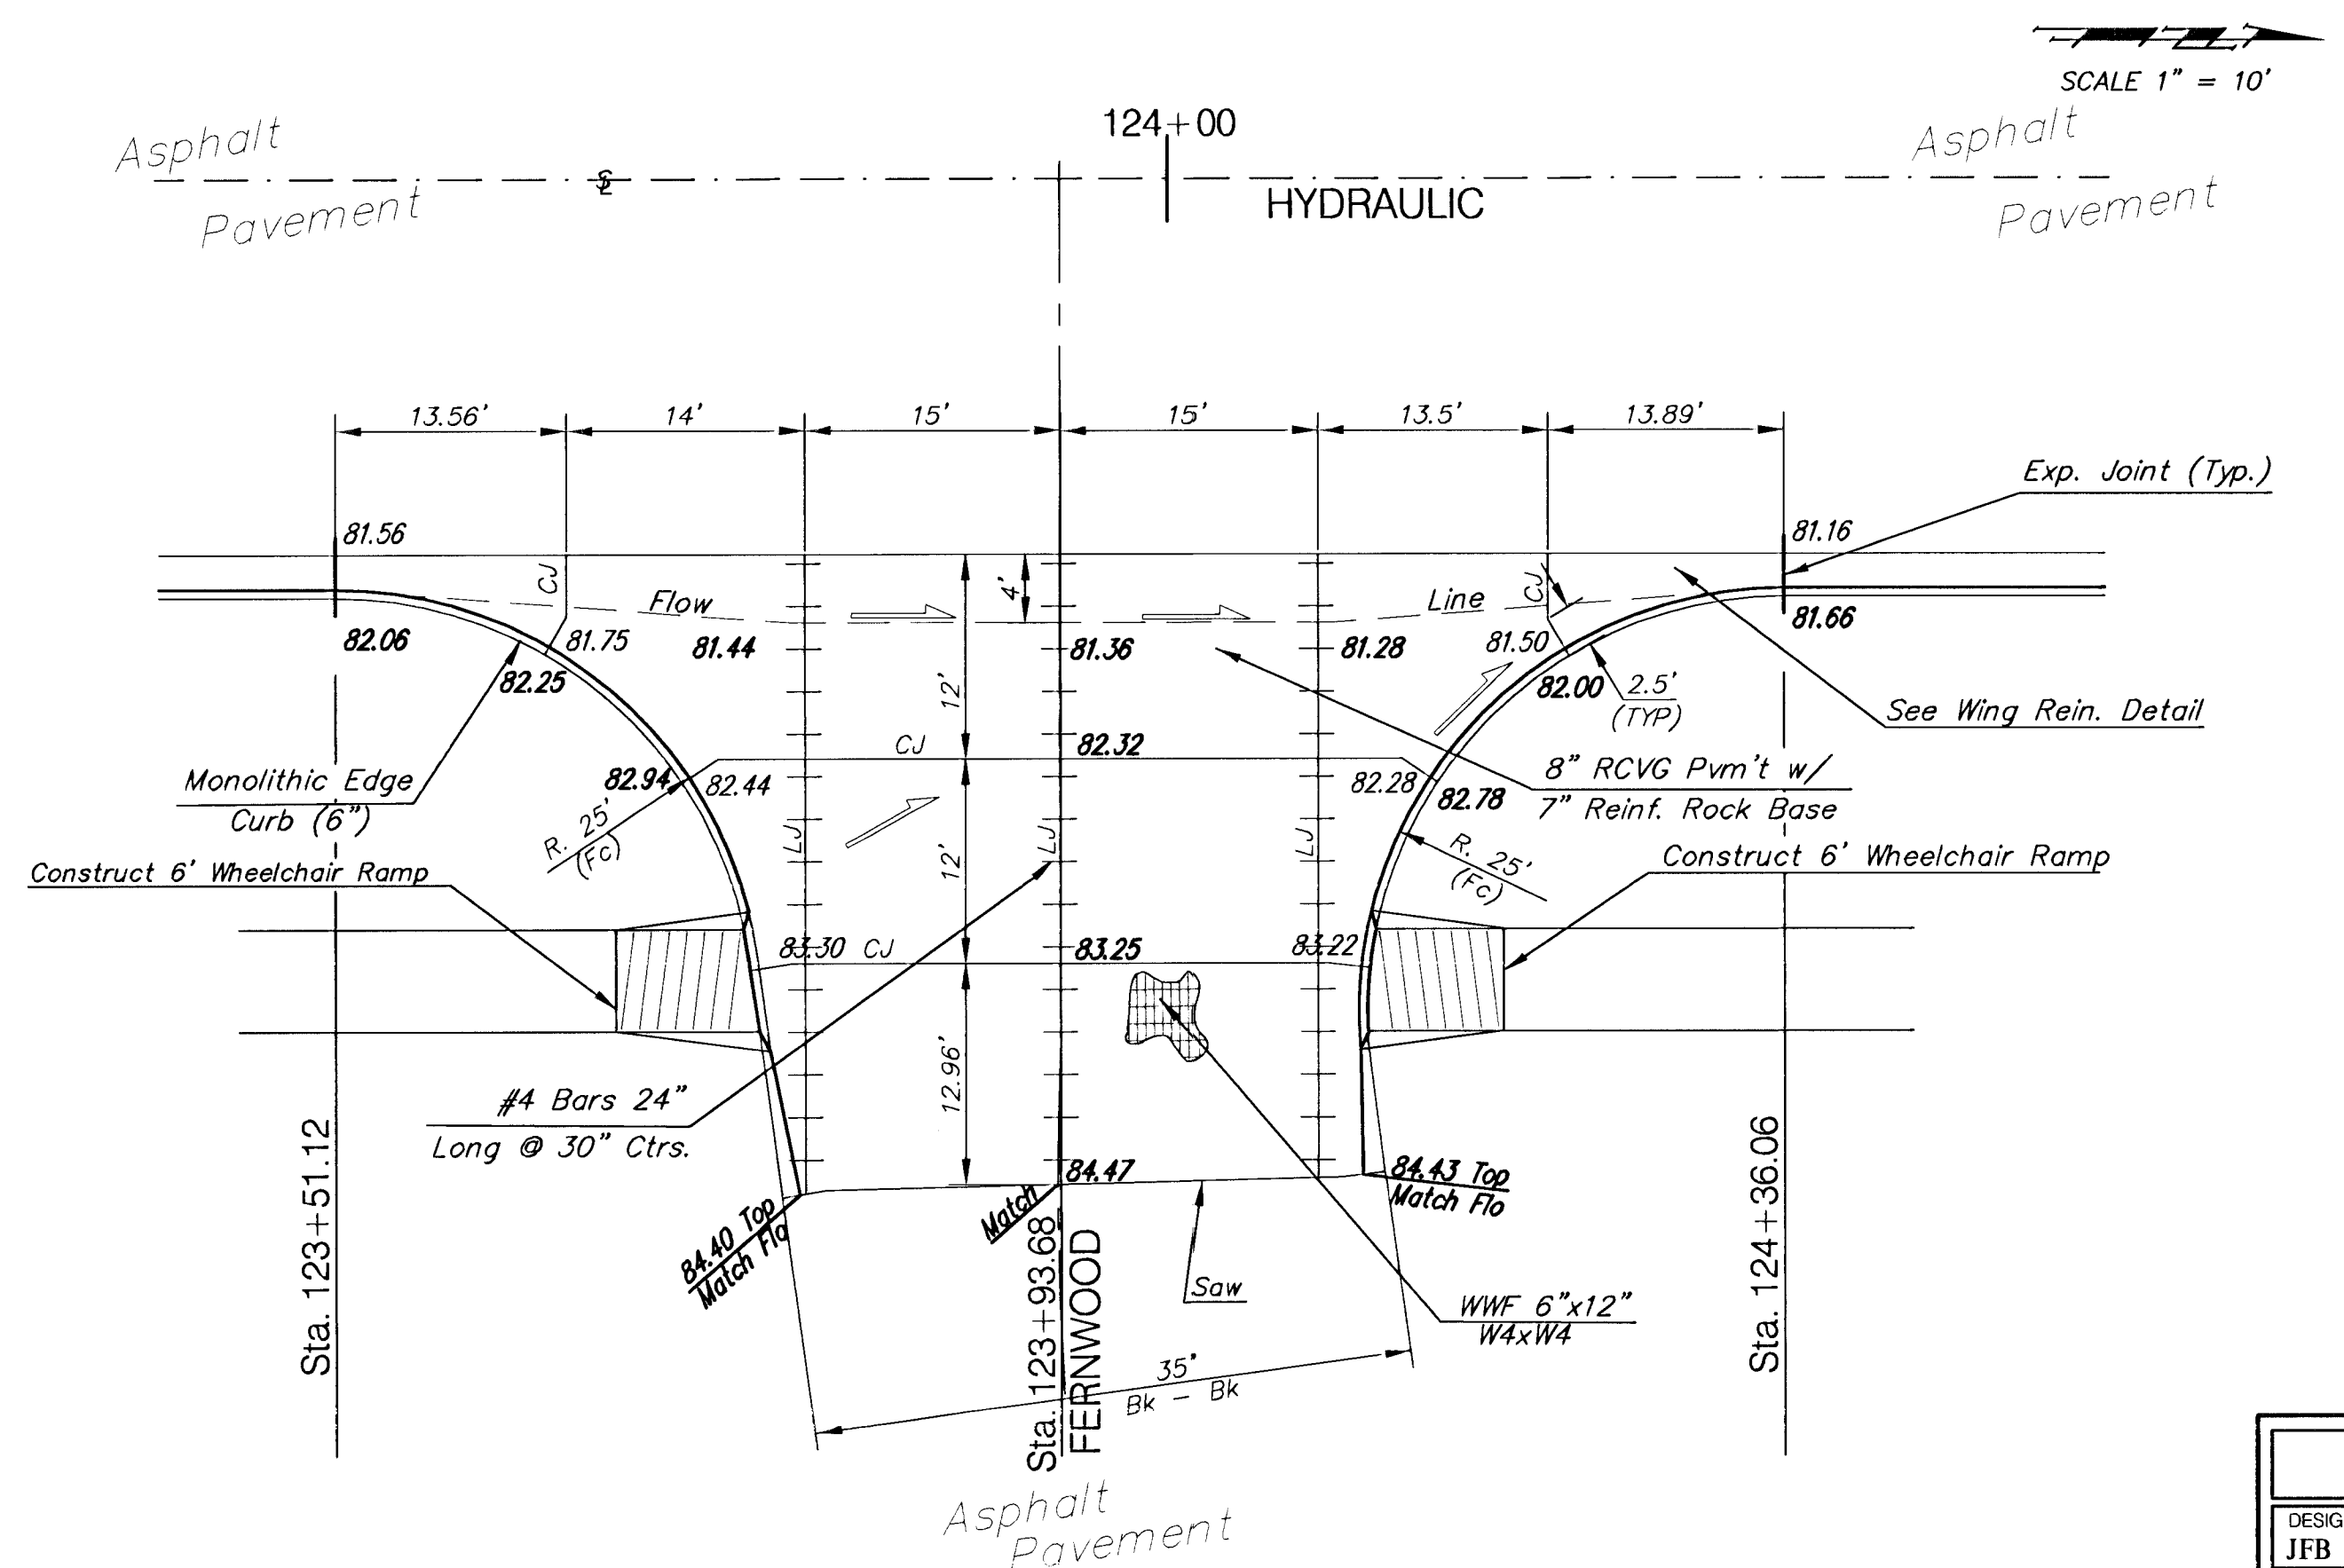 SCALE 1" = 10'
124+00
Asphalt
Pavement
℄
HYDRAULIC
Asphalt
Pavement
13.56'
14'
15'
15'
13.5'
13.89'
Exp. Joint (Typ.)
81.56
81.16
CJ
Flow
4'
Line
CJ
82.06
81.75
81.44
81.36
81.28
81.50
81.66
82.25
12'
82.00
2.5'
(TYP)
See Wing Rein. Detail
CJ
82.32
Monolithic Edge
Curb (6")
82.94
82.44
82.28
82.78
8" RCVG Pvm't w/
7" Reinf. Rock Base
R. 25'
(Fc)
LJ
LJ
LJ
12'
R. 25'
(Fc)
Construct 6' Wheelchair Ramp
Construct 6' Wheelchair Ramp
83.30
CJ
83.25
83.22
12.96'
#4 Bars 24"
Long @ 30" Ctrs.
84.47
84.43 Top
Match Flo
84.40 Top
Match Flo
Match
Saw
WWF 6"x12"
W4xW4
Sta. 123+51.12
Sta. 123+93.68
FERNWOOD
Sta. 124+36.06
35'
Bk - Bk
Asphalt
Pavement
DESIG
JFB